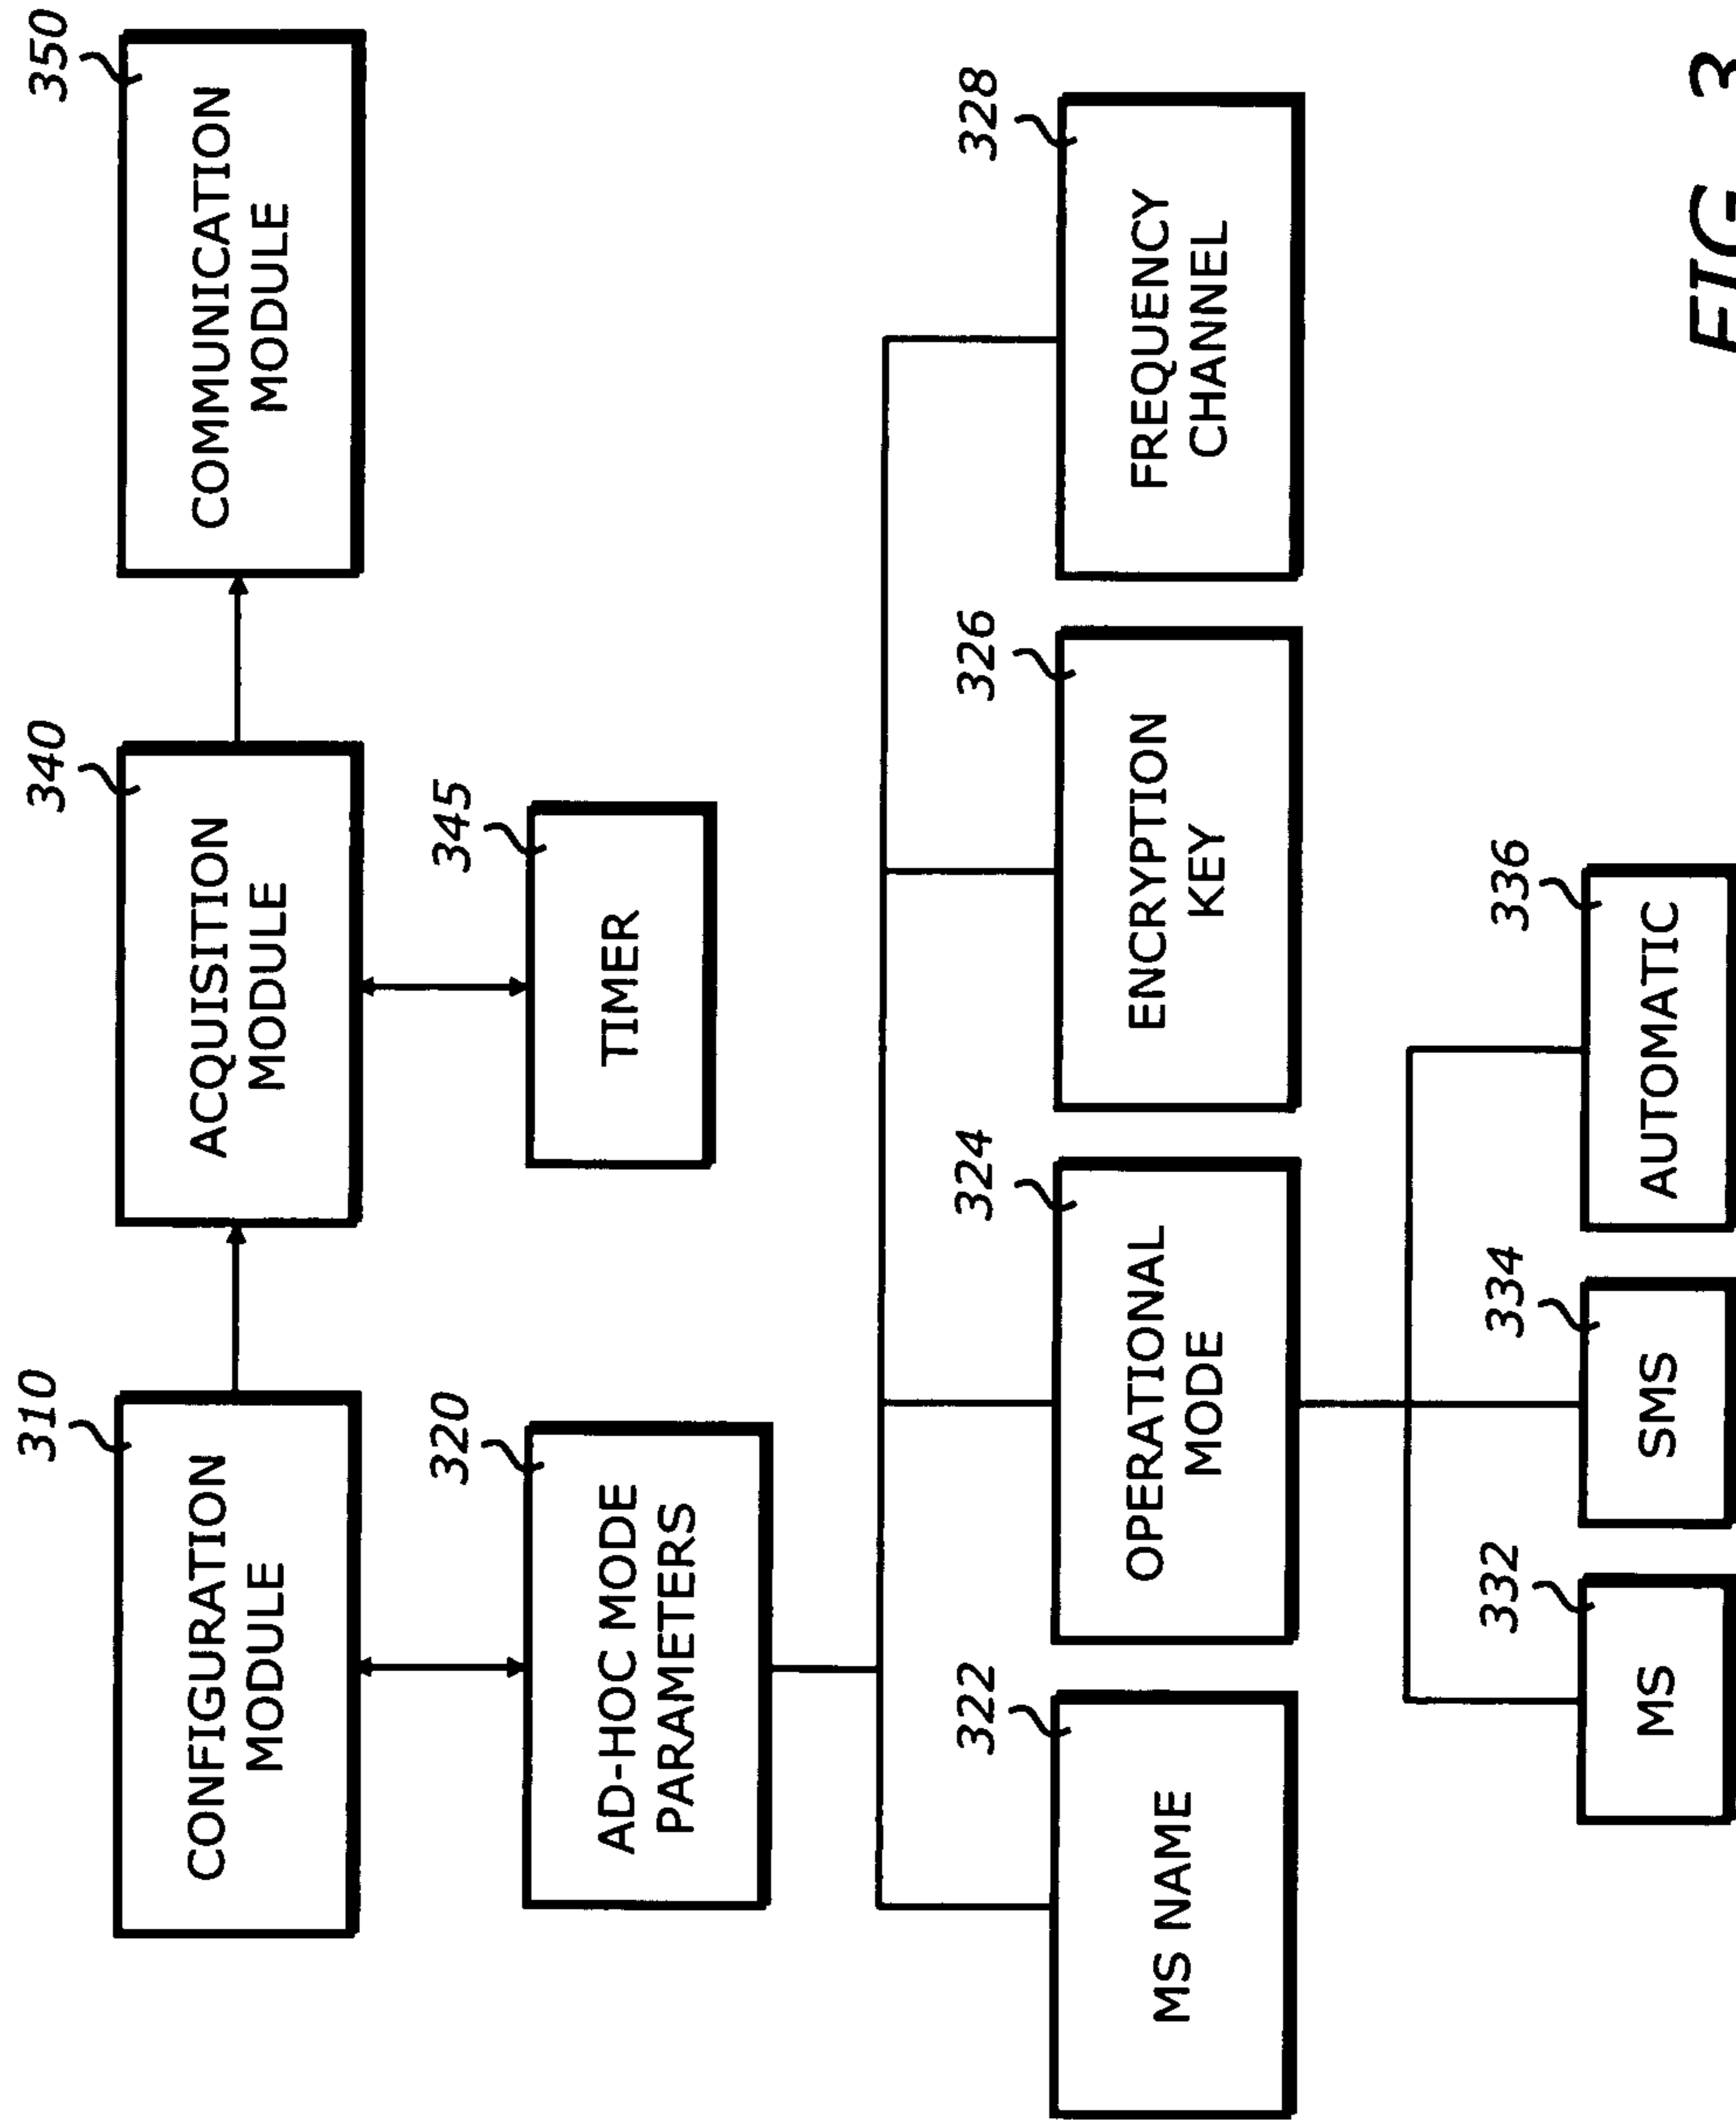 310
CONFIGURATION
MODULE
340
ACQUISITION
MODULE
350
COMMUNICATION
MODULE
320
AD-HOC MODE
PARAMETERS
345
TIMER
322
MS NAME
324
OPERATIONAL
MODE
326
ENCRYPTION
KEY
328
FREQUENCY
CHANNEL
332
MS
334
SMS
336
AUTOMATIC
FIG. 3